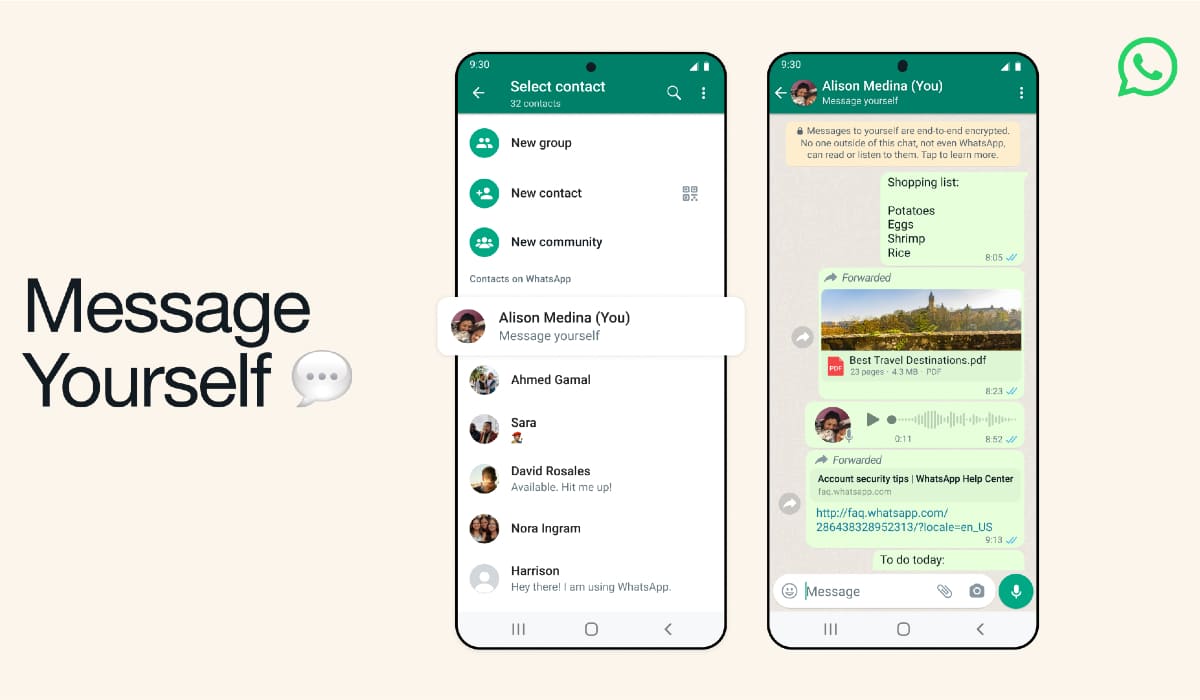 Message
Yourself
9:30
Select contact
32 contacts
New group
New contact
New community
Contacts on WhatsApp
Alison Medina (You)
Message yourself
Ahmed Gamal
Sara
David Rosales
Available. Hit me up!
Nora Ingram
Harrison
Hey there! I am using WhatsApp.
9:30
Alison Medina (You)
Message yourself
Messages to yourself are end-to-end encrypted.
No one outside of this chat, not even WhatsApp,
can read or listen to them. Tap to learn more.
Shopping list:
Potatoes
Eggs
Shrimp
Rice
8:05
Forwarded
PDF
Best Travel Destinations.pdf
23 pages · 4.3 MB · PDF
8:23
0:11
8:52
Forwarded
Account security tips | WhatsApp Help Center
faq.whatsapp.com
http://faq.whatsapp.com/
286438328952313/?locale=en_US
9:13
To do today:
Message